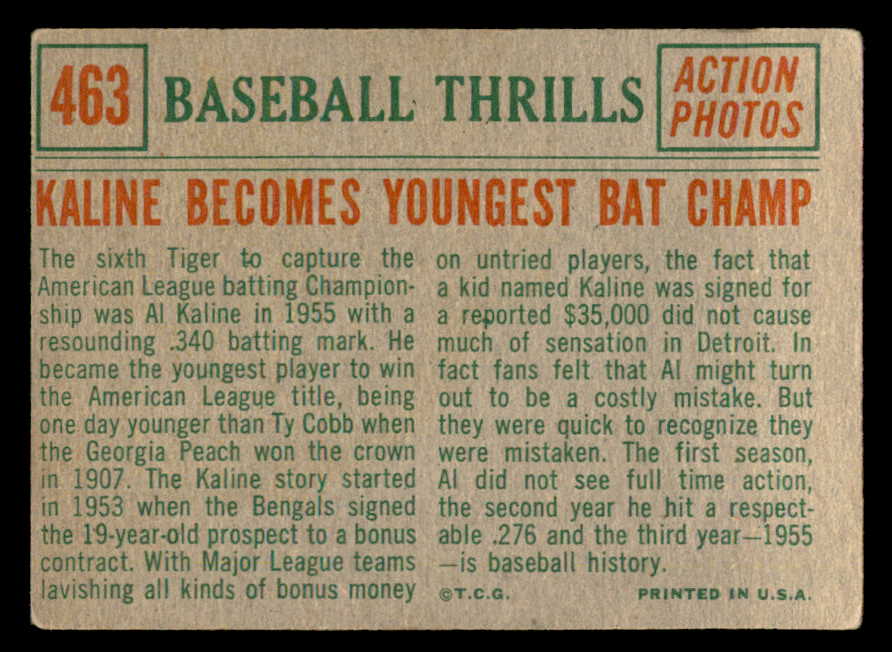 463 BASEBALL THRILLS ACTION PHOTOS
KALINE BECOMES YOUNGEST BAT CHAMP
The sixth Tiger to capture the
American League batting Champion-
ship was Al Kaline in 1955 with a
resounding .340 batting mark. He
became the youngest player to win
the American League title, being
one day younger than Ty Cobb when
the Georgia Peach won the crown
in 1907. The Kaline story started
in 1953 when the Bengals signed
the 19-year-old prospect to a bonus
contract. With Major League teams
lavishing all kinds of bonus money
on untried players, the fact that
a kid named Kaline was signed for
a reported $35,000 did not cause
much of sensation in Detroit. In
fact fans felt that Al might turn
out to be a costly mistake. But
they were quick to recognize they
were mistaken. The first season,
Al did not see full time action,
the second year he hit a respect-
able .276 and the third year—1955
—is baseball history.
©T.C.G. PRINTED IN U.S.A.